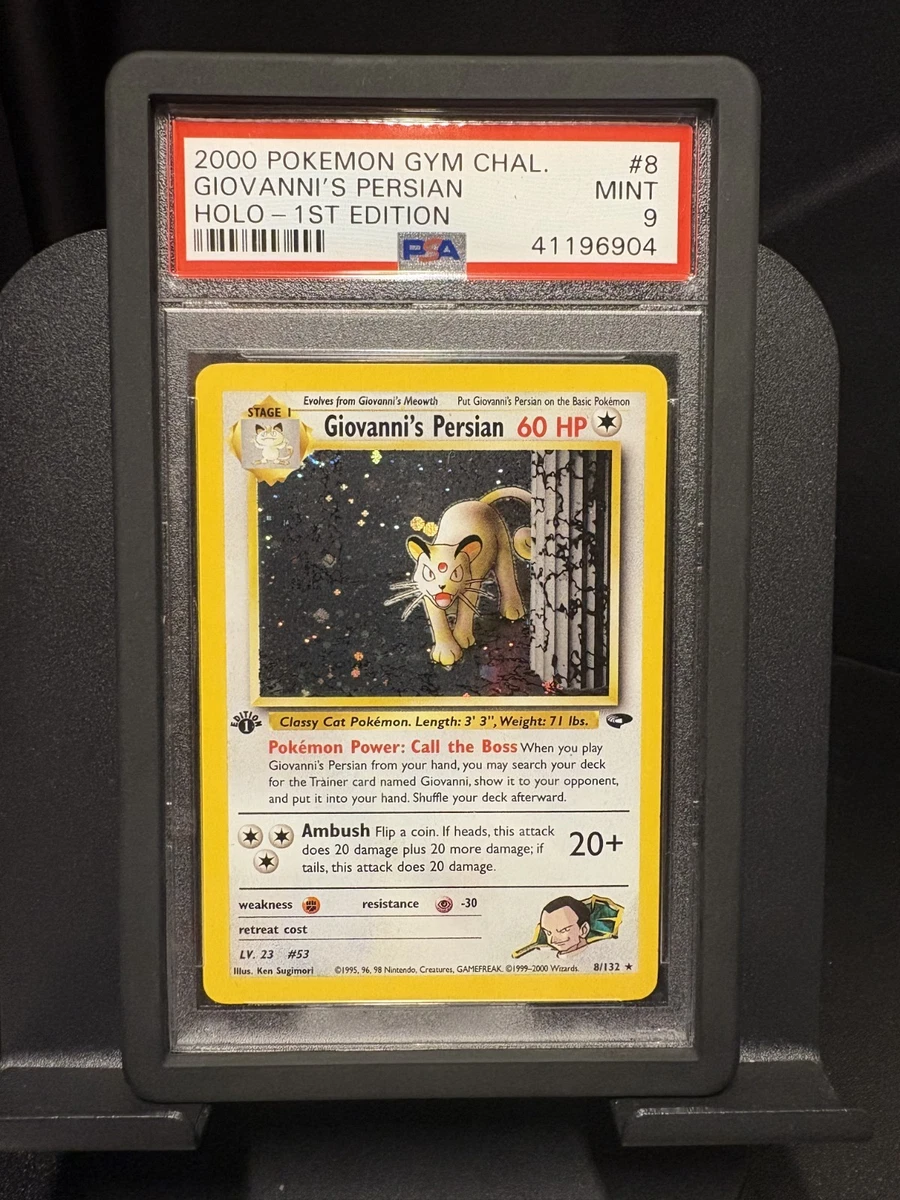 2000 POKEMON GYM CHAL. #8
GIOVANNI'S PERSIAN MINT
HOLO – 1ST EDITION 9
PSA 41196904
Evolves from Giovanni's Meowth Put Giovanni's Persian on the Basic Pokémon
STAGE 1
Giovanni's Persian 60 HP
EDITION 1
Classy Cat Pokémon. Length: 3' 3", Weight: 71 lbs.
Pokémon Power: Call the Boss When you play
Giovanni's Persian from your hand, you may search your deck
for the Trainer card named Giovanni, show it to your opponent,
and put it into your hand. Shuffle your deck afterward.
Ambush Flip a coin. If heads, this attack
does 20 damage plus 20 more damage; if
tails, this attack does 20 damage.
20+
weakness resistance -30
retreat cost
LV. 23 #53
Illus. Ken Sugimori ©1995, 96, 98 Nintendo, Creatures, GAMEFREAK. ©1999–2000 Wizards. 8/132 ★